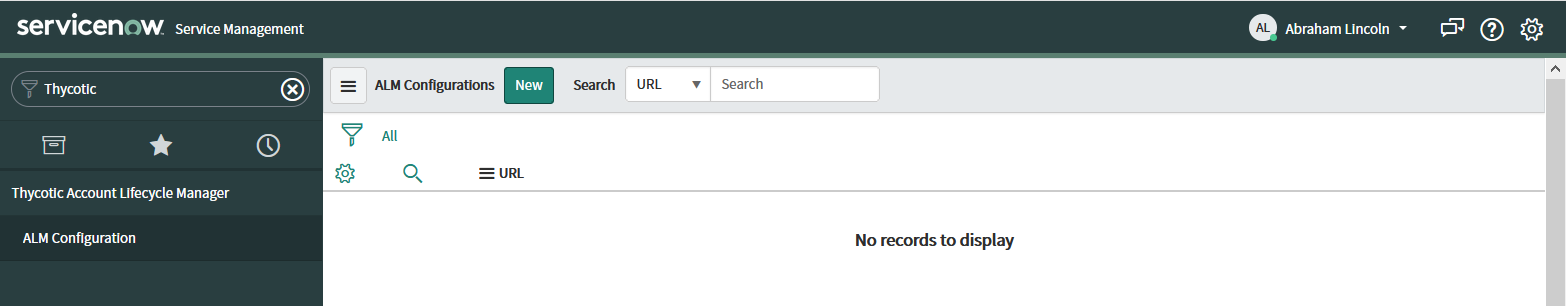 servicenow Service Management
AL Abraham Lincoln
Thycotic
ALM Configurations New Search URL Search
All
URL
Thycotic Account Lifecycle Manager
ALM Configuration
No records to display